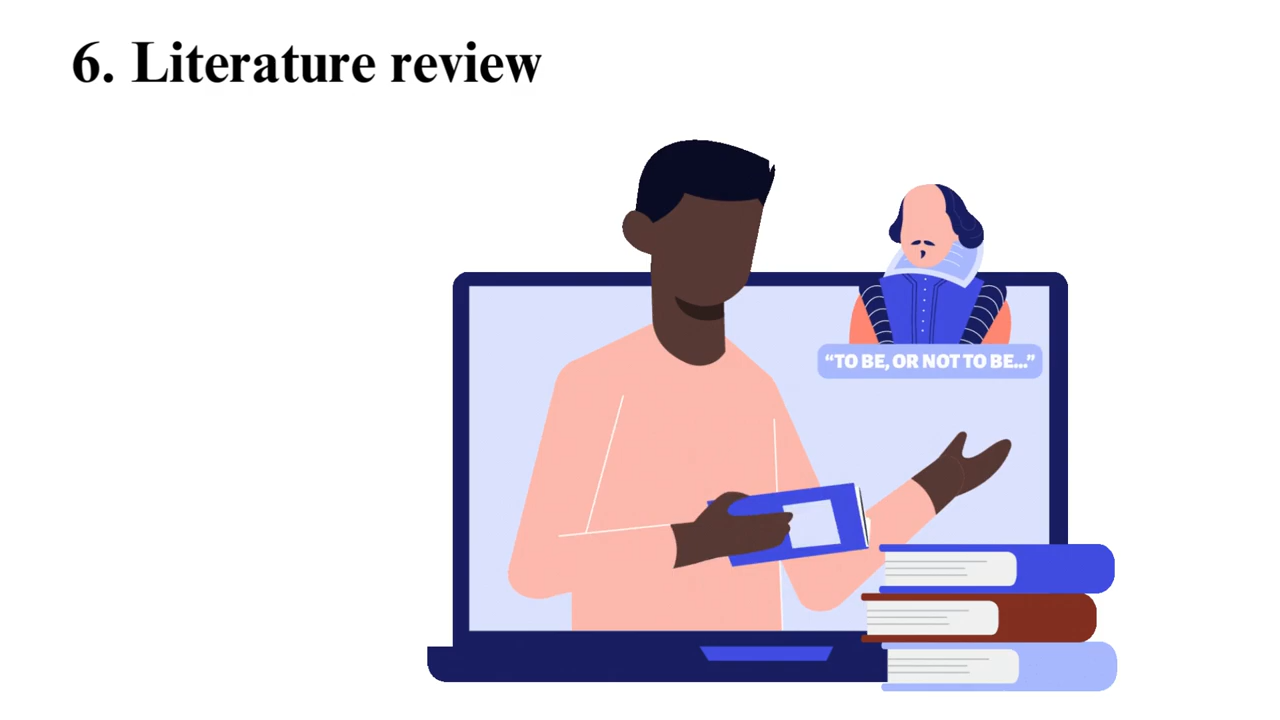 6. Literature review
“TO BE, OR NOT TO BE...”